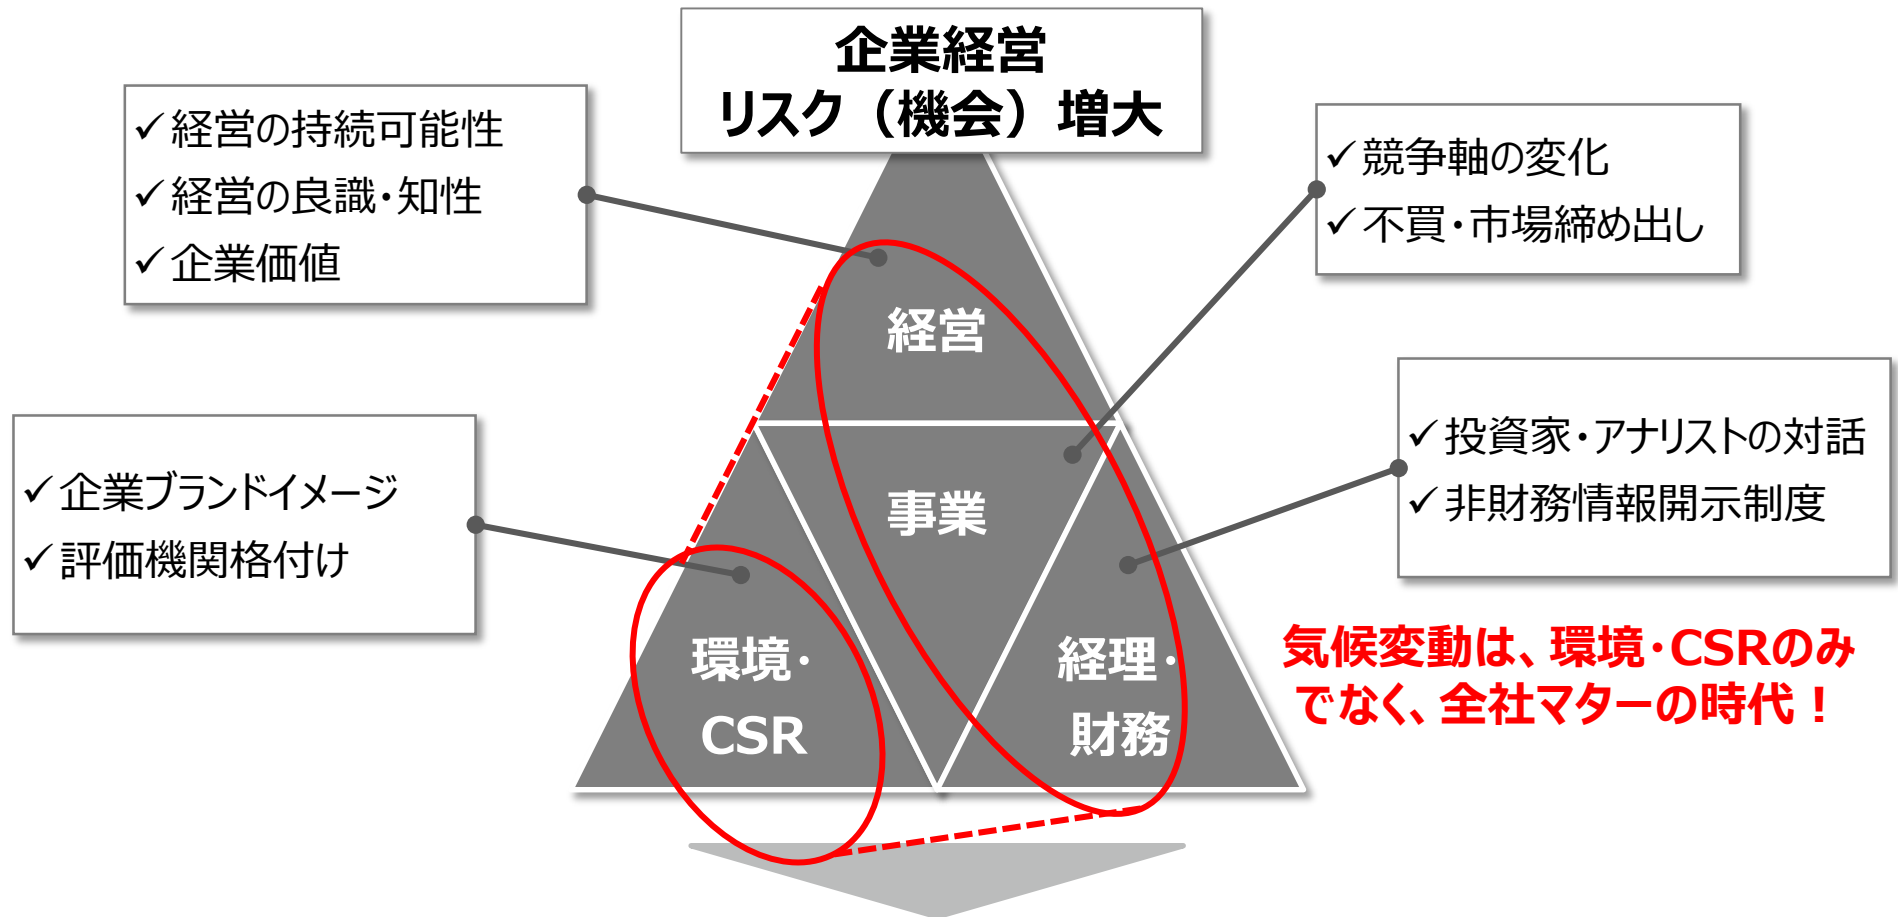 企業経営
リスク（機会）増大
✓経営の持続可能性
✓経営の良識・知性
✓企業価値
✓競争軸の変化
✓不買・市場締め出し
経営
✓投資家・アナリストの対話
✓非財務情報開示制度
✓企業ブランドイメージ
✓評価機関格付け
事業
環境・
CSR
経理・
財務
気候変動は、環境・CSRのみ
でなく、全社マターの時代！